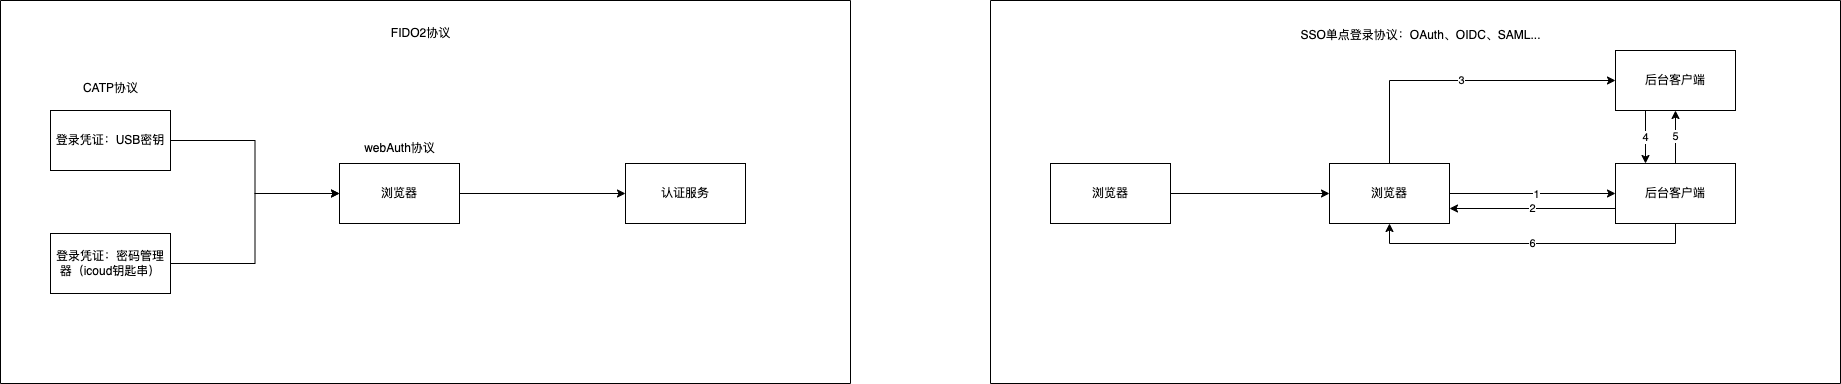 FIDO2协议
CATP协议
登录凭证：USB密钥
webAuth协议
浏览器
认证服务
登录凭证：密码管理
器（icoud钥匙串）
SSO单点登录协议：OAuth、OIDC、SAML...
3
后台客户端
4
5
浏览器
浏览器
1
2
后台客户端
6